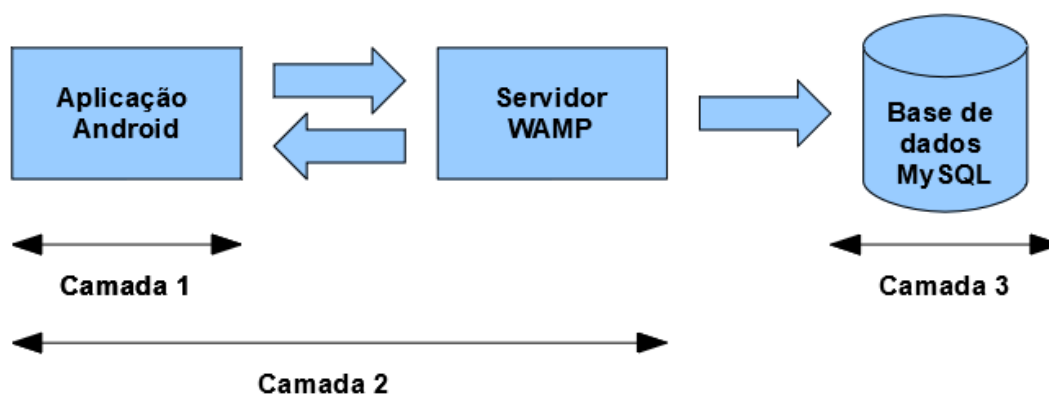 Aplicação
Android
Servidor
WAMP
Base de
dados
MySQL
Camada 1
Camada 3
Camada 2